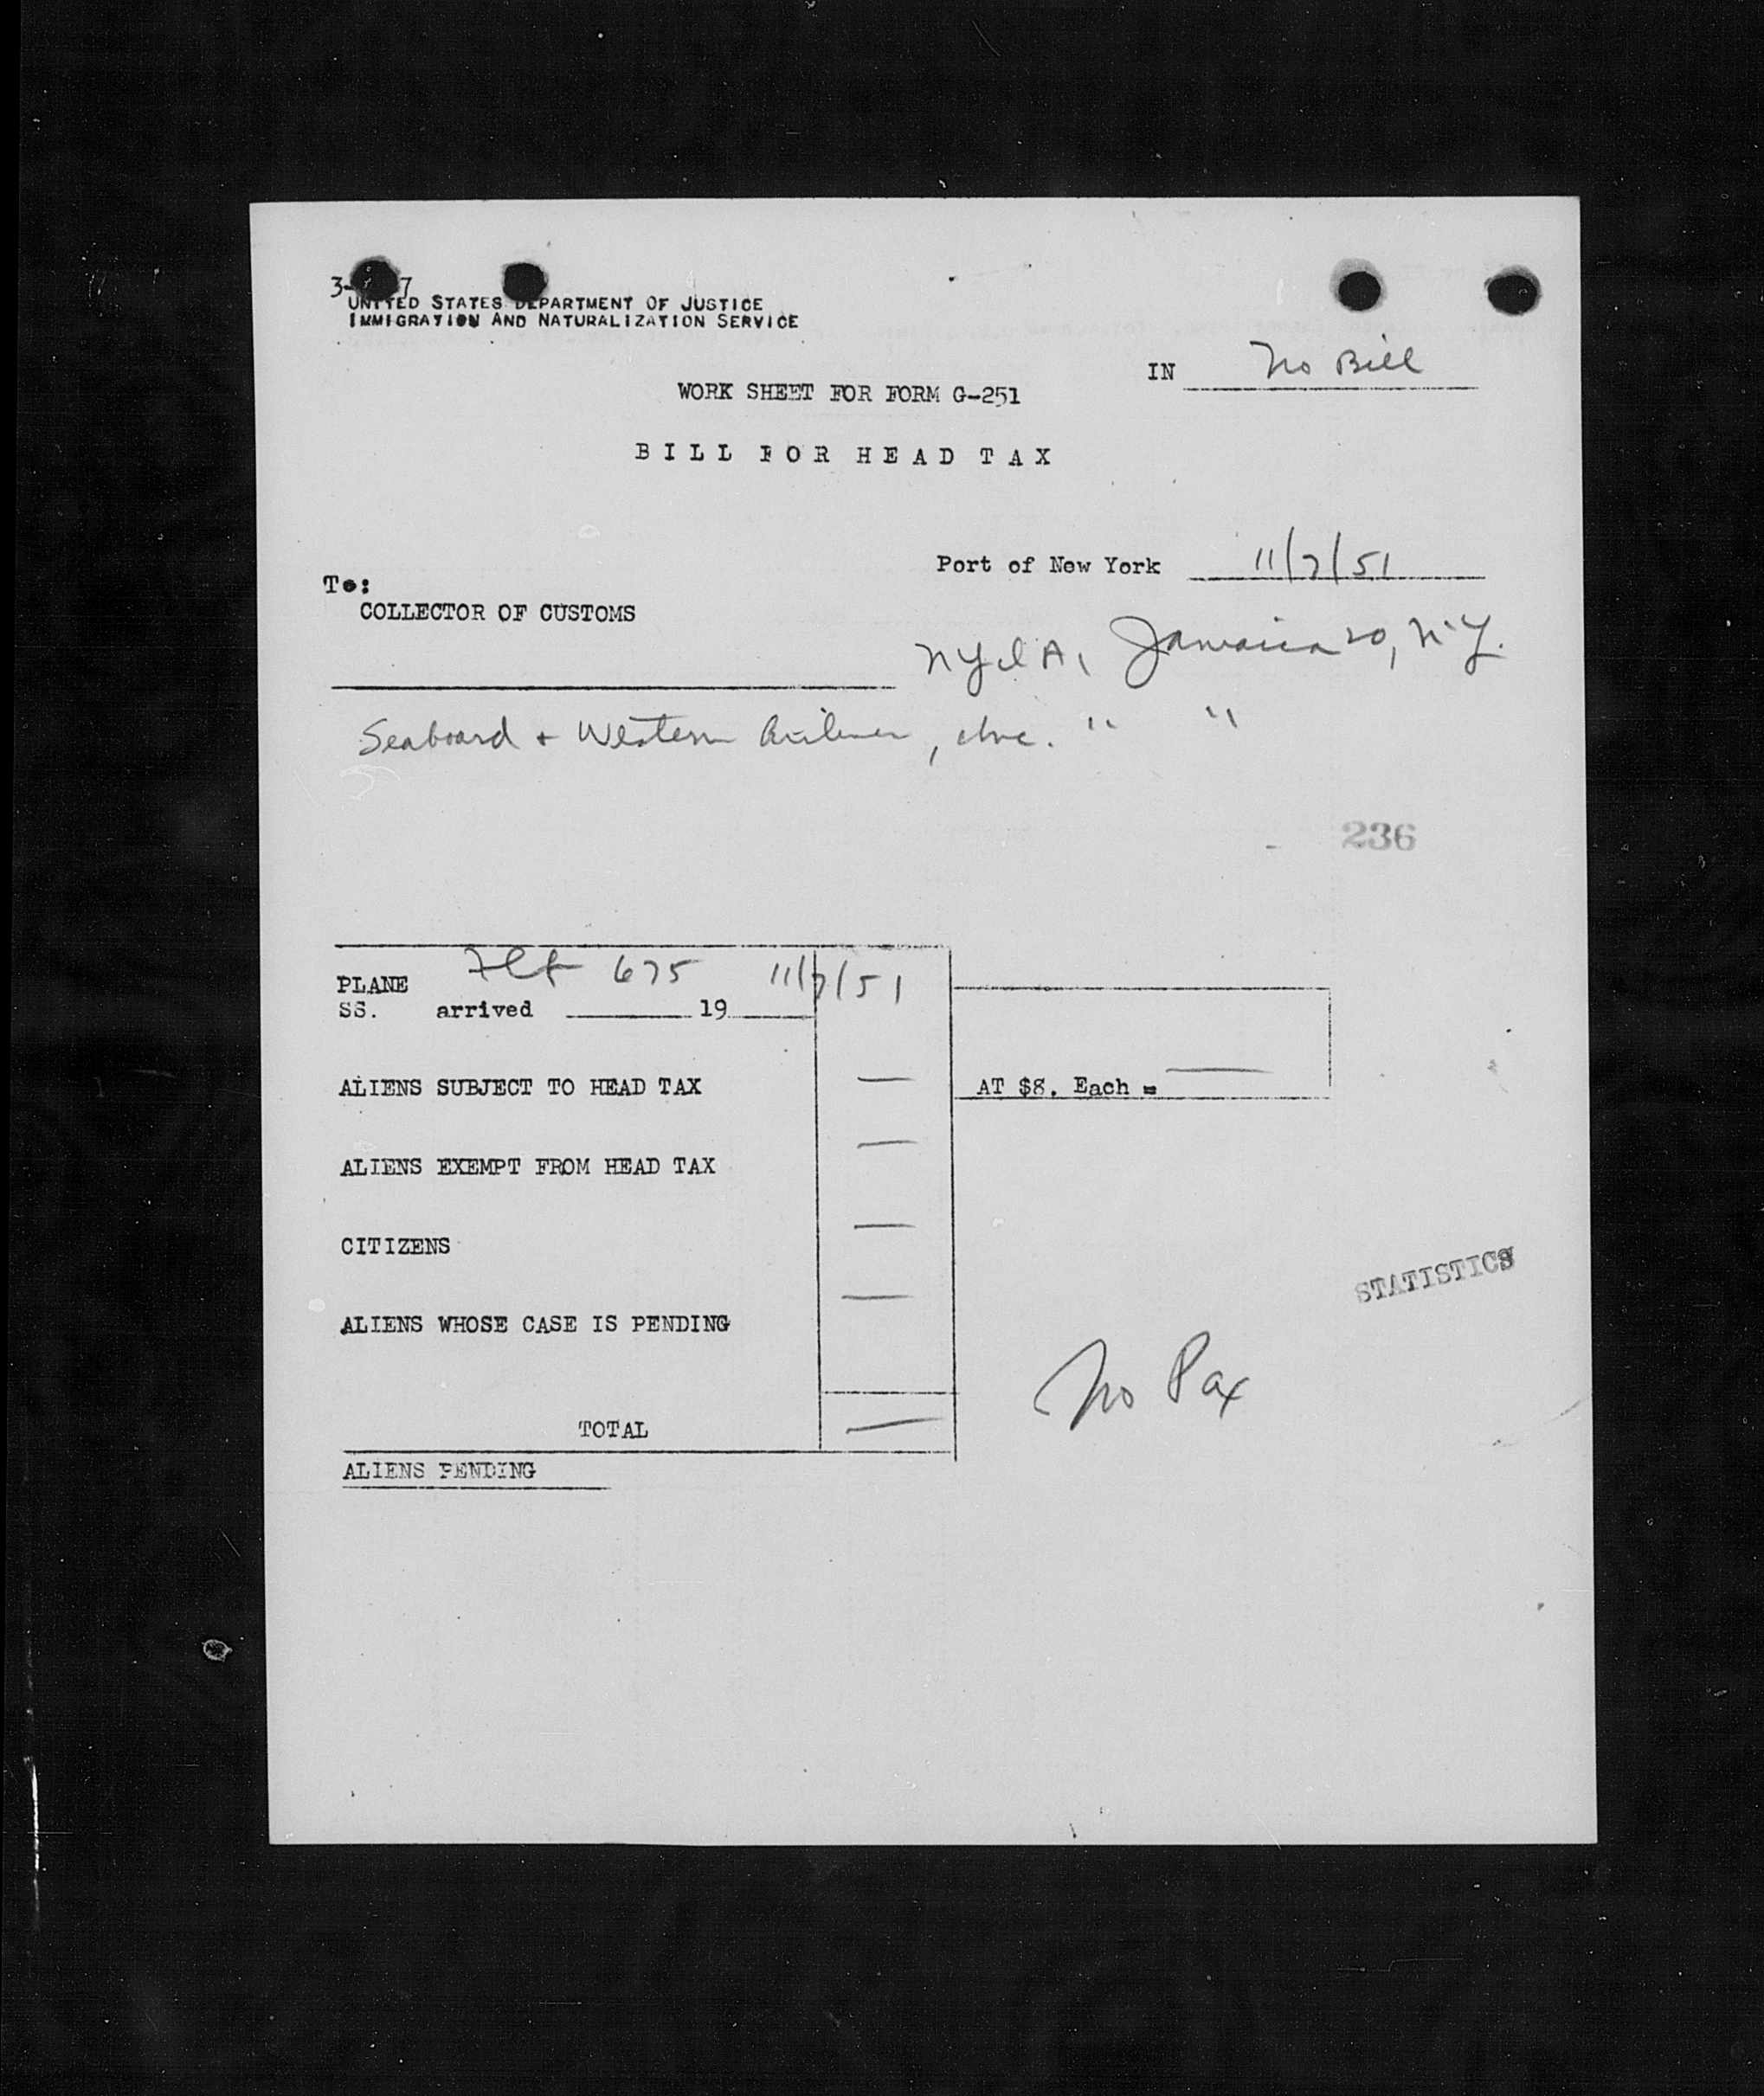 UNITED STATES DEPARTMENT OF JUSTICE
IMMIGRATION AND NATURALIZATION SERVICE
IN No Bill
WORK SHEET FOR FORM G-251
BILL FOR HEAD TAX
Port of New York 11/7/51
To:
COLLECTOR OF CUSTOMS
NYIA, Jamaica 20, N.Y.
Seaboard + Western Airlines, Inc. " "
236
PLANE Flt 675 11/7/51
SS. arrived 19
ALIENS SUBJECT TO HEAD TAX —
AT $8. Each = —
ALIENS EXEMPT FROM HEAD TAX —
CITIZENS —
STATISTICS
ALIENS WHOSE CASE IS PENDING —
No Pax
TOTAL —
ALIENS PENDING